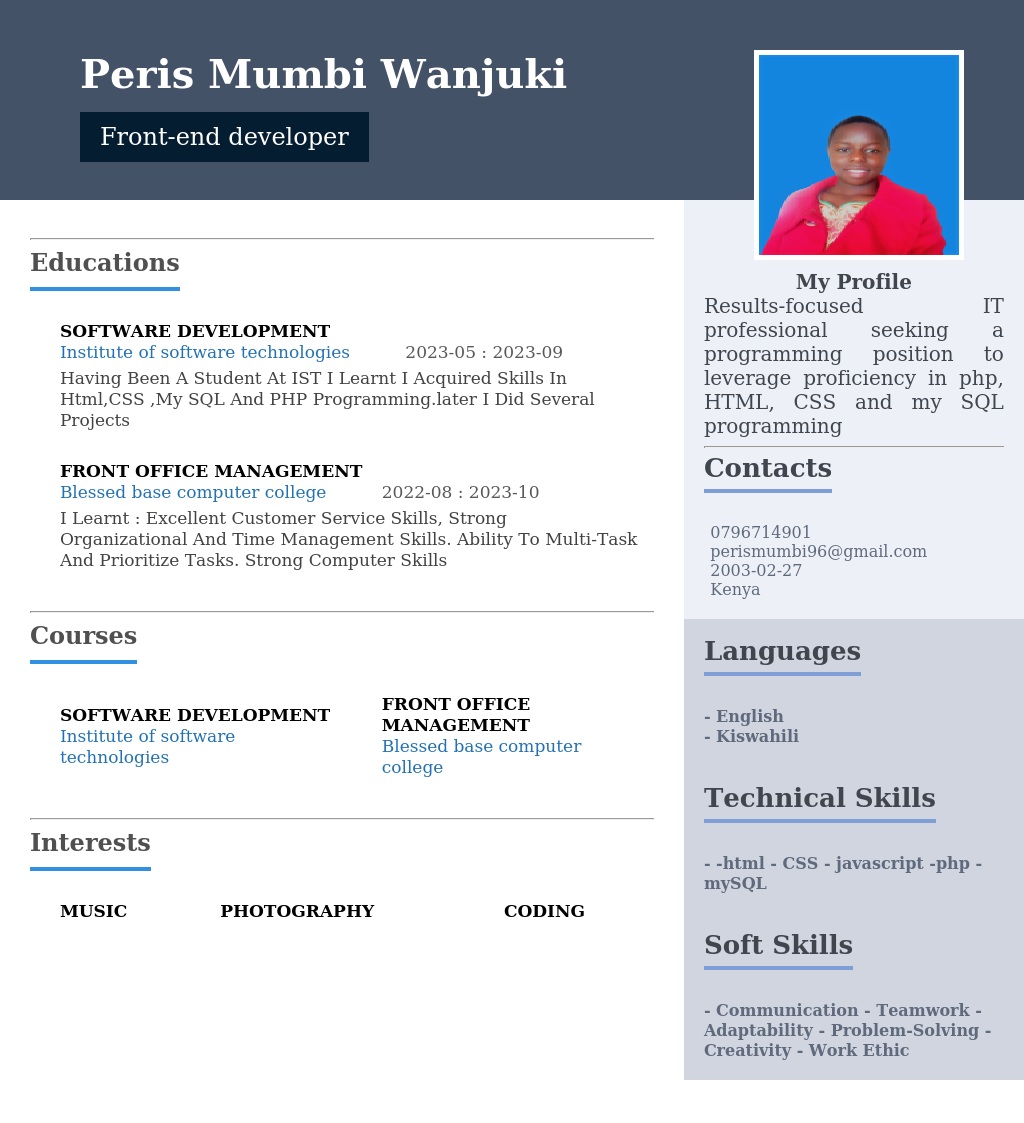 Peris Mumbi Wanjuki
Front-end developer
Educations
SOFTWARE DEVELOPMENT
Institute of software technologies 2023-05 : 2023-09
Having Been A Student At IST I Learnt I Acquired Skills In
Html,CSS ,My SQL And PHP Programming.later I Did Several
Projects
FRONT OFFICE MANAGEMENT
Blessed base computer college 2022-08 : 2023-10
I Learnt : Excellent Customer Service Skills, Strong
Organizational And Time Management Skills. Ability To Multi-Task
And Prioritize Tasks. Strong Computer Skills
Courses
SOFTWARE DEVELOPMENT
Institute of software
technologies
FRONT OFFICE
MANAGEMENT
Blessed base computer
college
Interests
MUSIC PHOTOGRAPHY CODING
My Profile
Results-focused IT
professional seeking a
programming position to
leverage proficiency in php,
HTML, CSS and my SQL
programming
Contacts
0796714901
perismumbi96@gmail.com
2003-02-27
Kenya
Languages
- English
- Kiswahili
Technical Skills
- -html - CSS - javascript -php -
mySQL
Soft Skills
- Communication - Teamwork -
Adaptability - Problem-Solving -
Creativity - Work Ethic